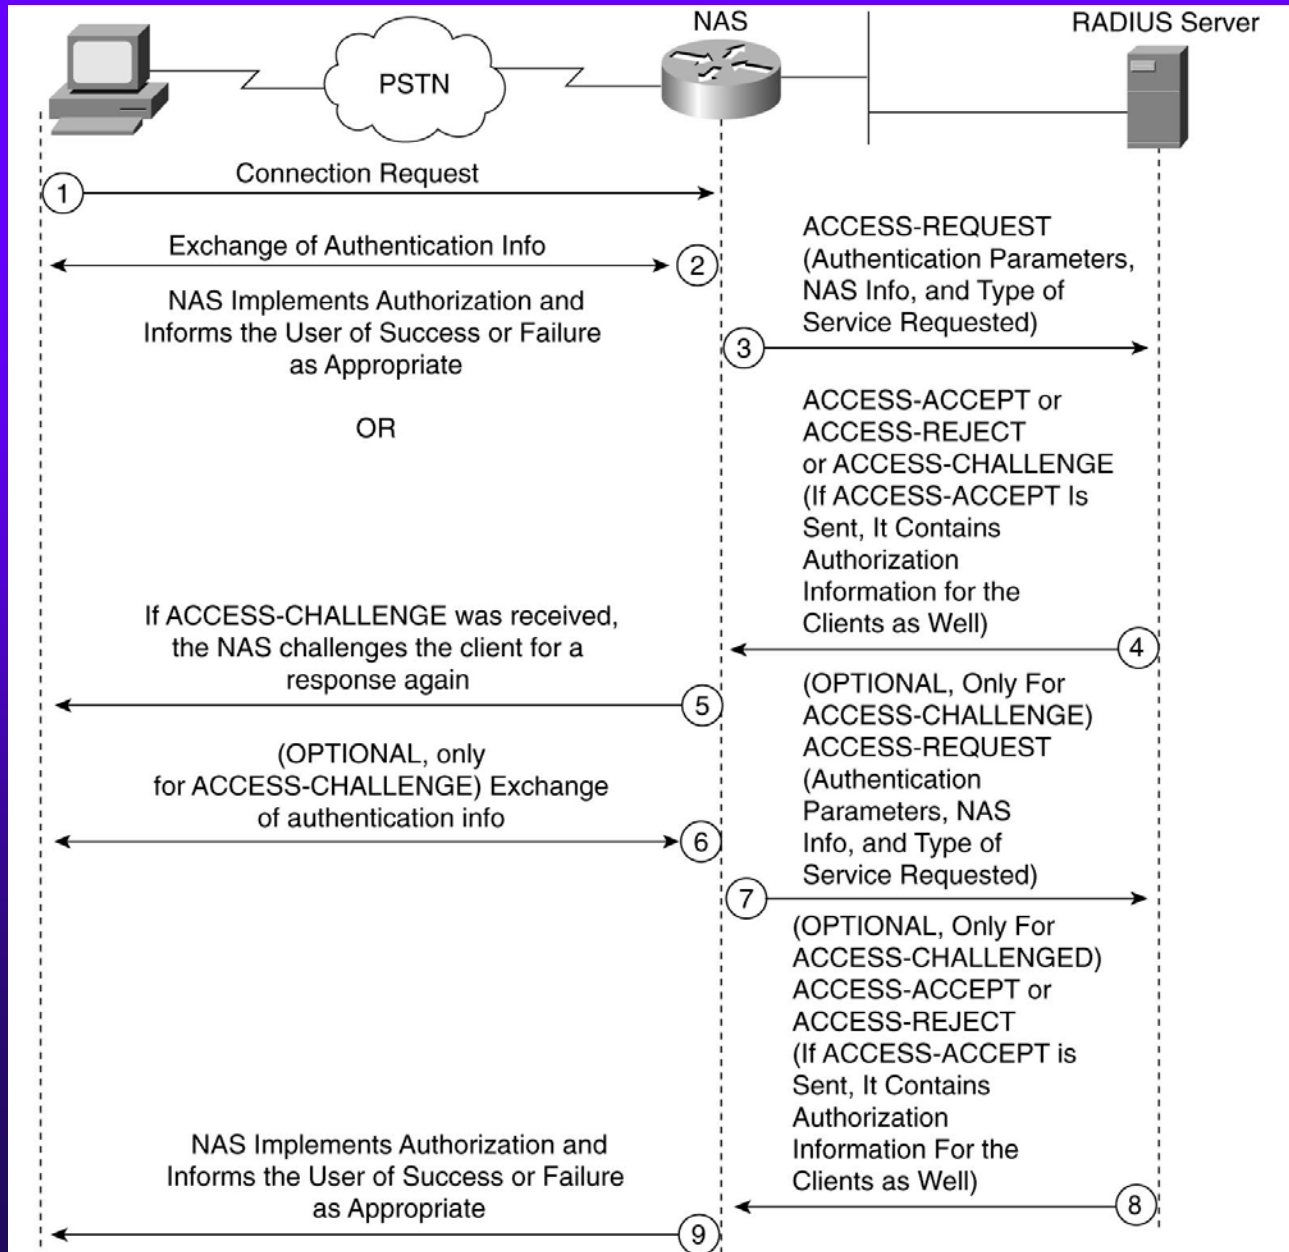 NAS
RADIUS Server
PSTN
Connection Request
1
Exchange of Authentication Info
2
NAS Implements Authorization and
Informs the User of Success or Failure
as Appropriate
OR
ACCESS-REQUEST
(Authentication Parameters,
NAS Info, and Type of
Service Requested)
3
ACCESS-ACCEPT or
ACCESS-REJECT
or ACCESS-CHALLENGE
(If ACCESS-ACCEPT Is
Sent, It Contains
Authorization
Information for the
Clients as Well)
4
If ACCESS-CHALLENGE was received,
the NAS challenges the client for a
response again
5
(OPTIONAL, only
for ACCESS-CHALLENGE) Exchange
of authentication info
6
(OPTIONAL, Only For
ACCESS-CHALLENGE)
ACCESS-REQUEST
(Authentication
Parameters, NAS
Info, and Type of
Service Requested)
7
(OPTIONAL, Only For
ACCESS-CHALLENGED)
ACCESS-ACCEPT or
ACCESS-REJECT
(If ACCESS-ACCEPT is
Sent, It Contains
Authorization
Information For the
Clients as Well)
8
NAS Implements Authorization and
Informs the User of Success or Failure
as Appropriate
9